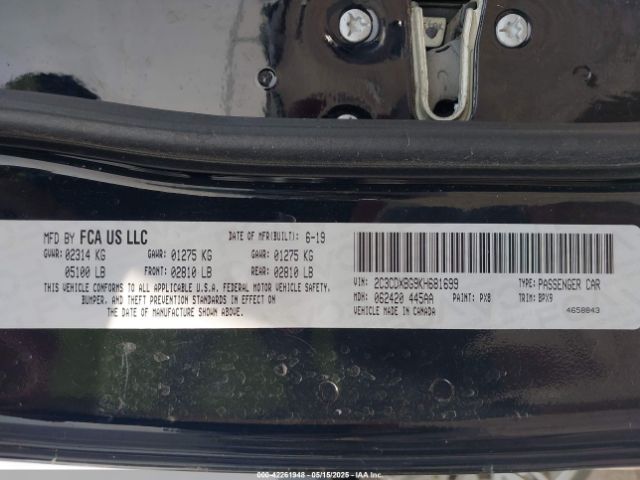 MFD BY FCA US LLC DATE OF MFR(BUILT): 6-19
GVWR: 02314 KG GAWR: 01275 KG GAWR: 01275 KG
05100 LB FRONT: 02810 LB REAR: 02810 LB
THIS VEHICLE CONFORMS TO ALL APPLICABLE FEDERAL MOTOR VEHICLE SAFETY,
BUMPER, AND THEFT PREVENTION STANDARDS IN EFFECT ON
THE DATE OF MANUFACTURE SHOWN ABOVE.
VIN: 2C3CDXBG9KH681699 TYPE: PASSENGER CAR
MDH: 062420 445AA PAINT: PX8 TRIM: BPX9
VEHICLE MADE IN CANADA 4658843
000-42261948 - 05/15/2025 - © IAA Holdings, LLC